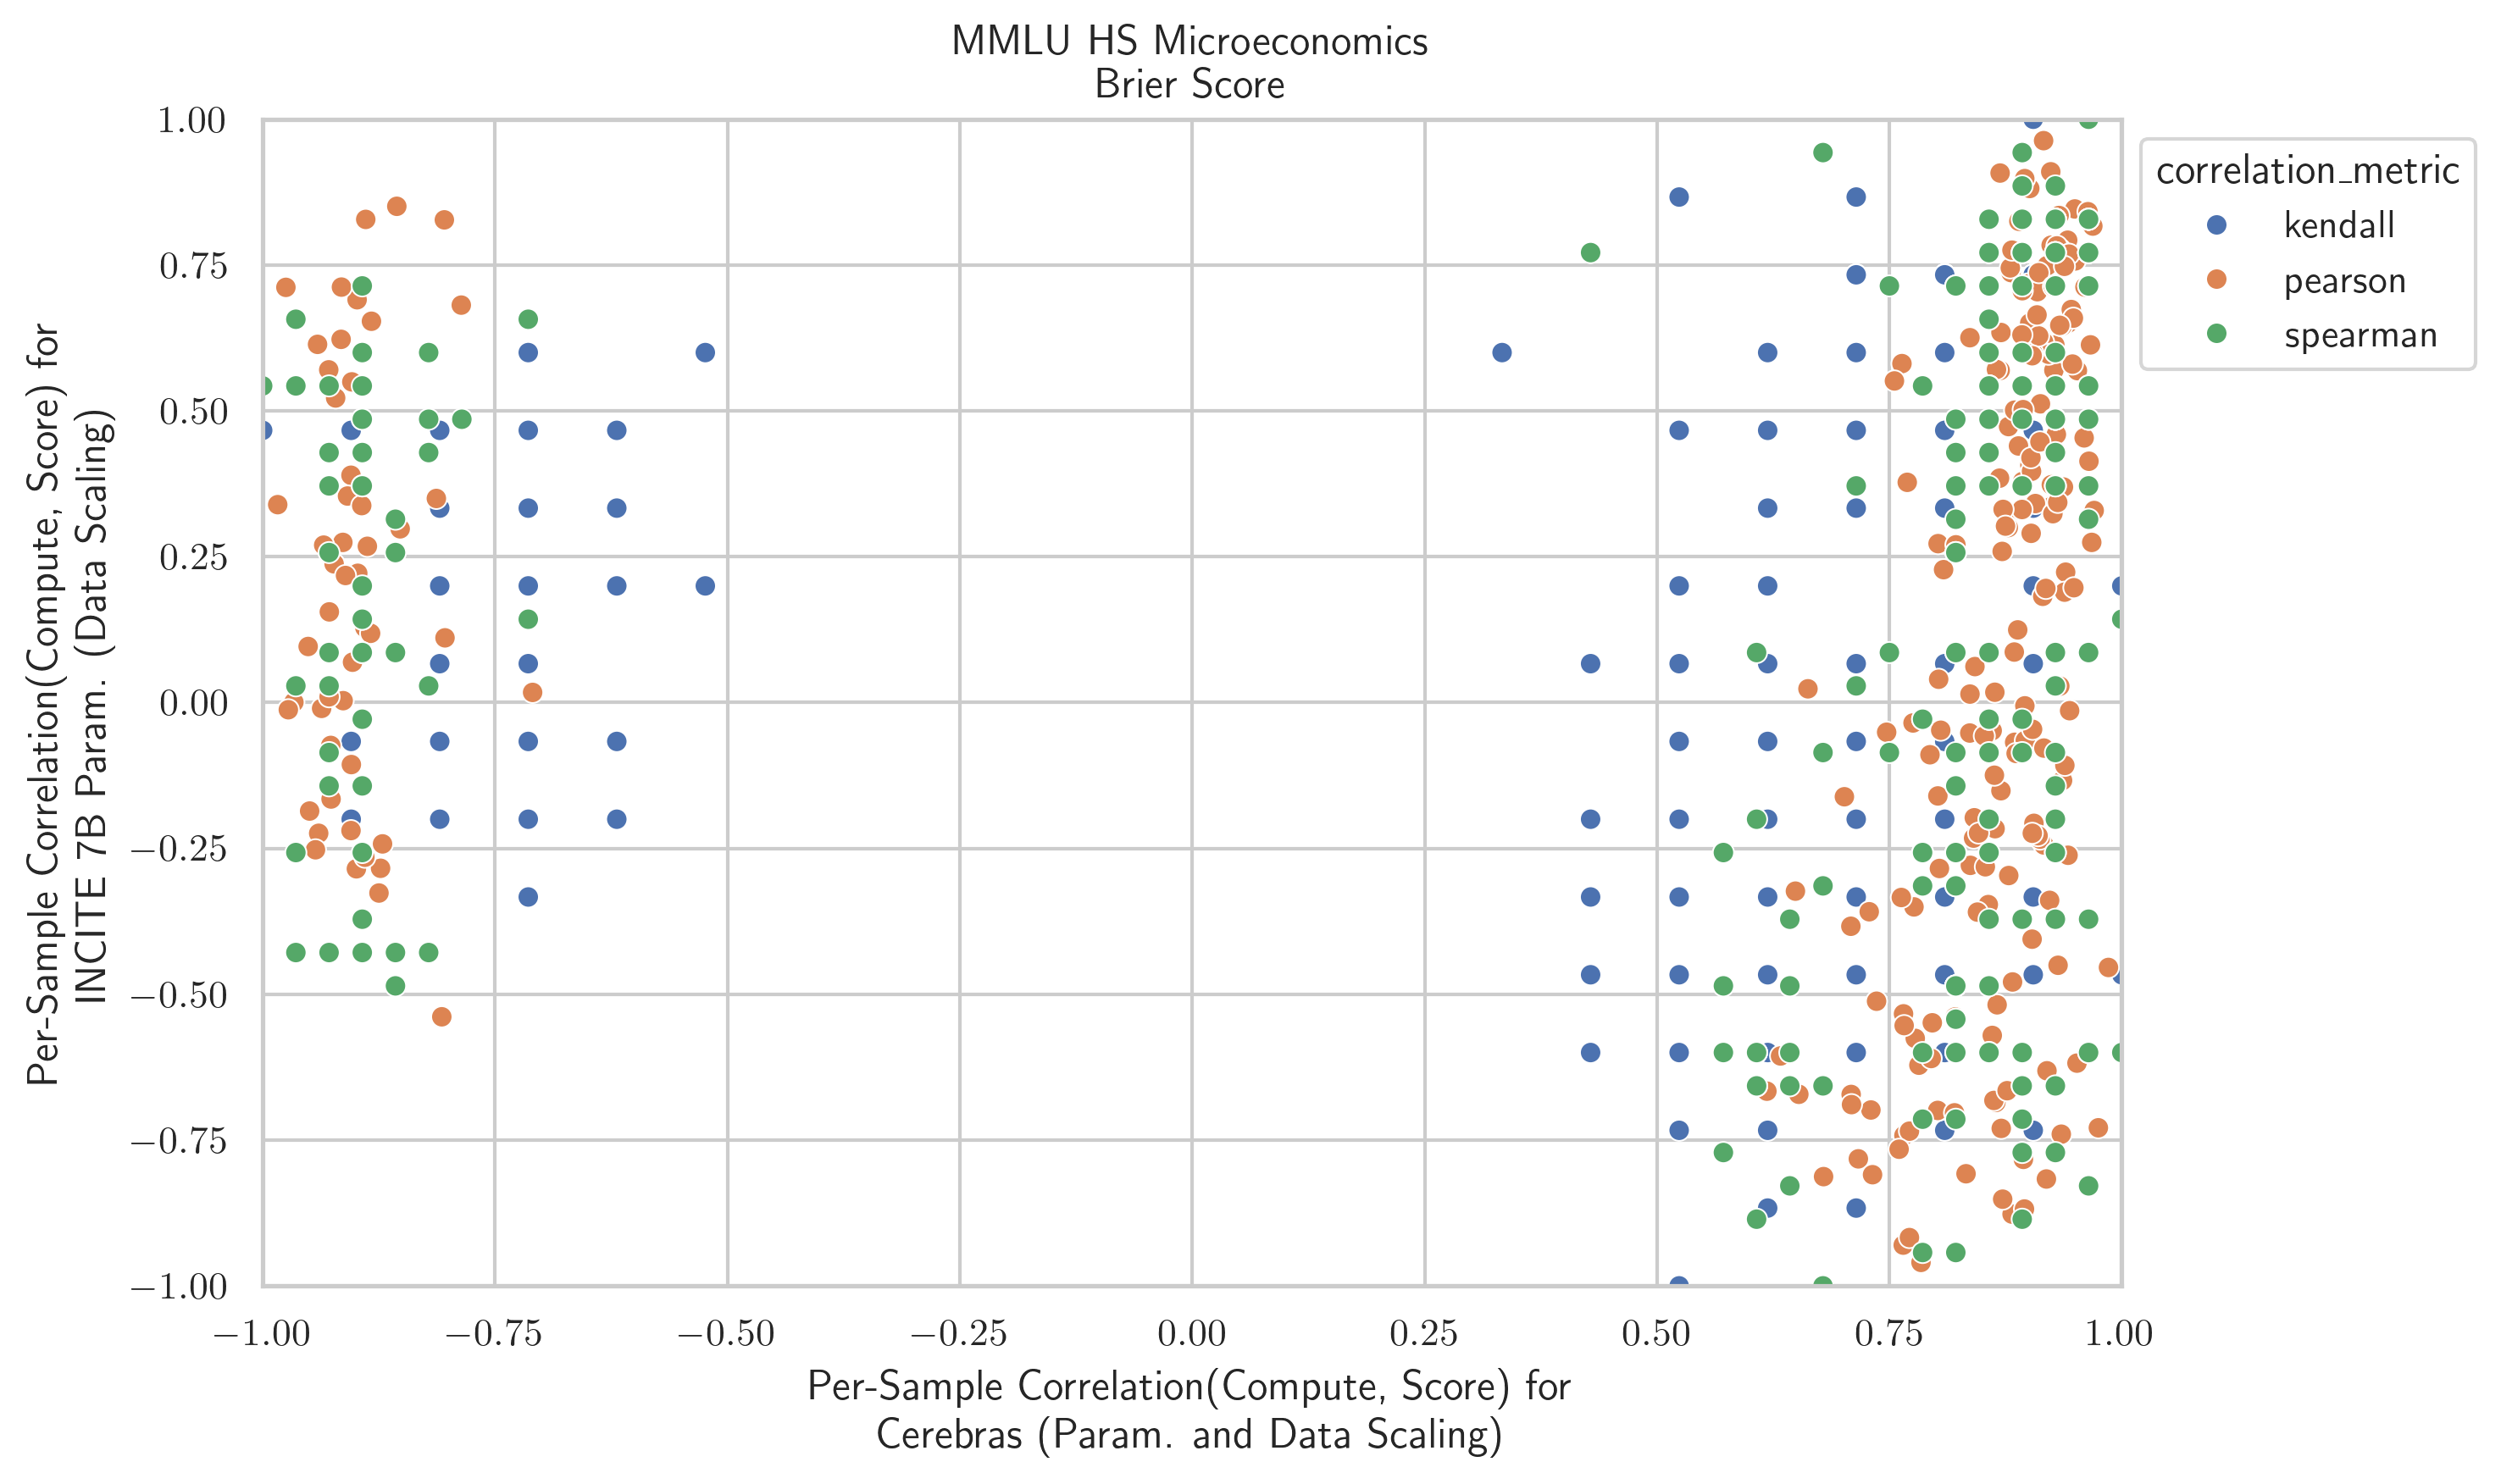 MMLU HS Microeconomics
Brier Score
Per-Sample Correlation(Compute, Score) for
INCITE 7B Param. (Data Scaling)
1.00
0.75
0.50
0.25
0.00
−0.25
−0.50
−0.75
−1.00
−1.00
−0.75
−0.50
−0.25
0.00
0.25
0.50
0.75
1.00
Per-Sample Correlation(Compute, Score) for
Cerebras (Param. and Data Scaling)
correlation_metric
kendall
pearson
spearman